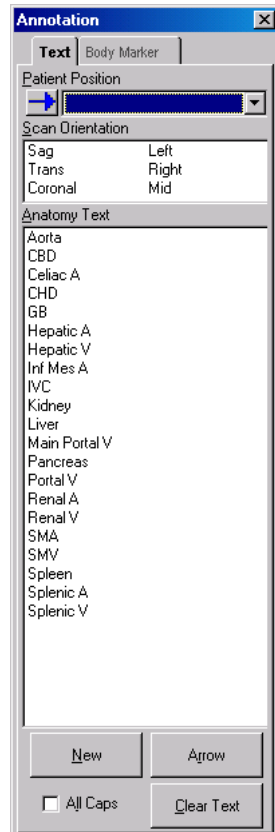 Annotation
Text Body Marker
Patient Position
Scan Orientation
Sag Left
Trans Right
Coronal Mid
Anatomy Text
Aorta
CBD
Celiac A
CHD
GB
Hepatic A
Hepatic V
Inf Mes A
IVC
Kidney
Liver
Main Portal V
Pancreas
Portal V
Renal A
Renal V
SMA
SMV
Spleen
Splenic A
Splenic V
New Arrow
All Caps Clear Text